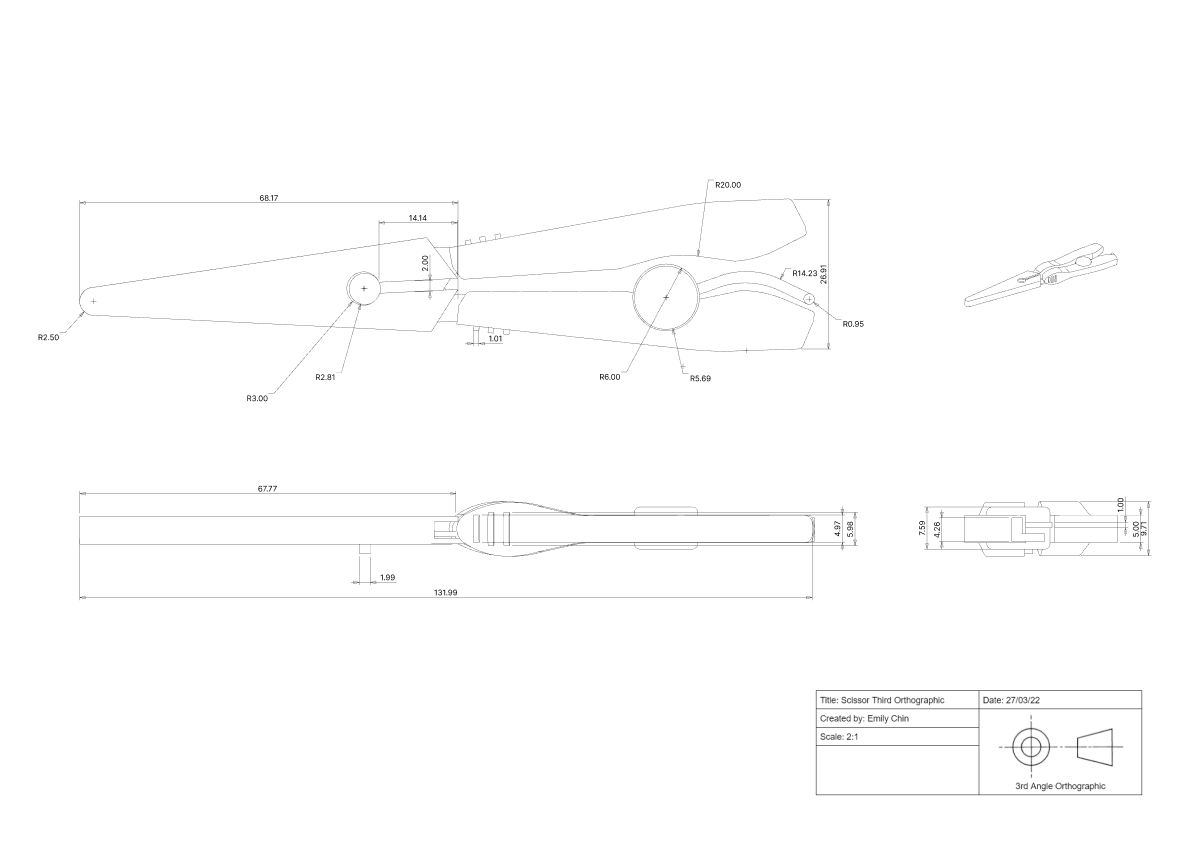 R20.00
68.17
14.14
2.00
R14.23
26.91
R0.95
R2.50
1.01
R2.81
R6.00
R5.69
R3.00
67.77
1.00
7.59
4.26
4.97
5.98
5.00
9.71
1.99
131.99
Title: Scissor Third Orthographic
Date: 27/03/22
Created by: Emily Chin
Scale: 2:1
3rd Angle Orthographic